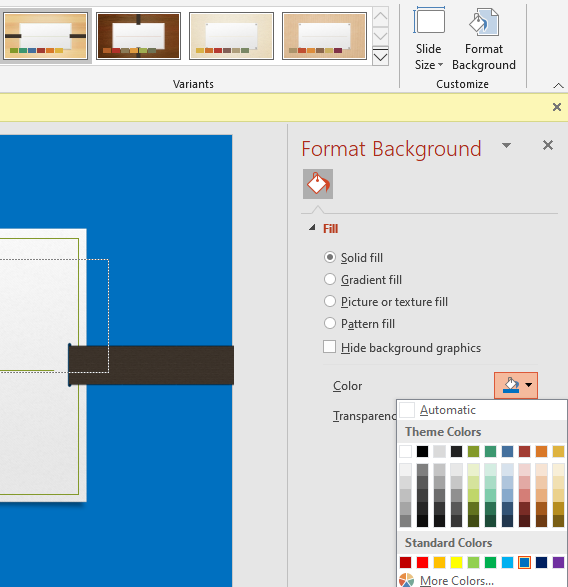 Slide
Size
Format
Background
Variants
Customize
Format Background
Fill
Solid fill
Gradient fill
Picture or texture fill
Pattern fill
Hide background graphics
Color
Transparenc
Automatic
Theme Colors
Standard Colors
More Colors...